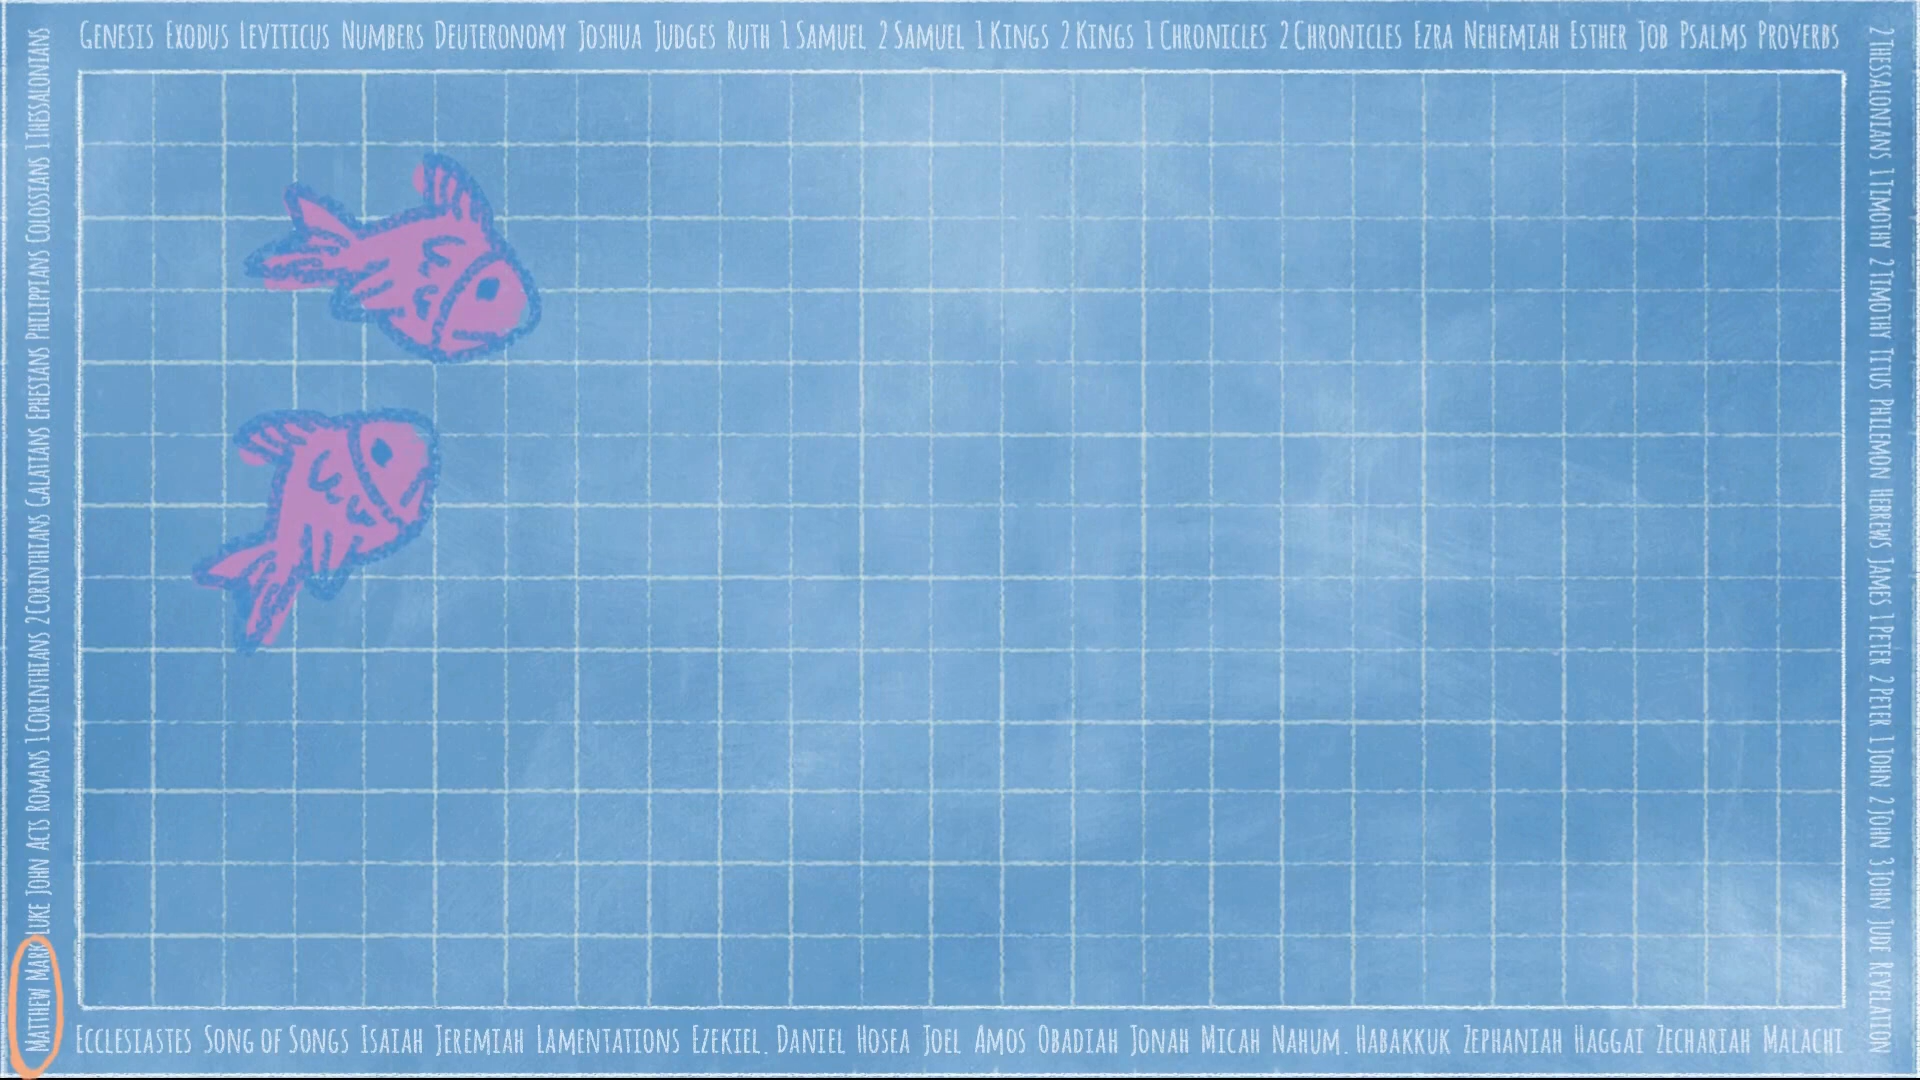 Genesis Exodus Leviticus Numbers Deuteronomy Joshua Judges Ruth 1 Samuel 2 Samuel 1 Kings 2 Kings 1 Chronicles 2 Chronicles Ezra Nehemiah Esther Job Psalms Proverbs
Ecclesiastes Song of Songs Isaiah Jeremiah Lamentations Ezekiel. Daniel Hosea Joel Amos Obadiah Jonah Micah Nahum. Habakkuk Zephaniah Haggai Zechariah Malachi
Matthew Mark Luke John Acts Romans 1 Corinthians 2 Corinthians Galatians Ephesians Philippians Colossians 1 Thessalonians
2 Thessalonians 1 Timothy 2 Timothy Titus Philemon Hebrews James 1 Peter 2 Peter 1 John 2 John 3 John Jude Revelation